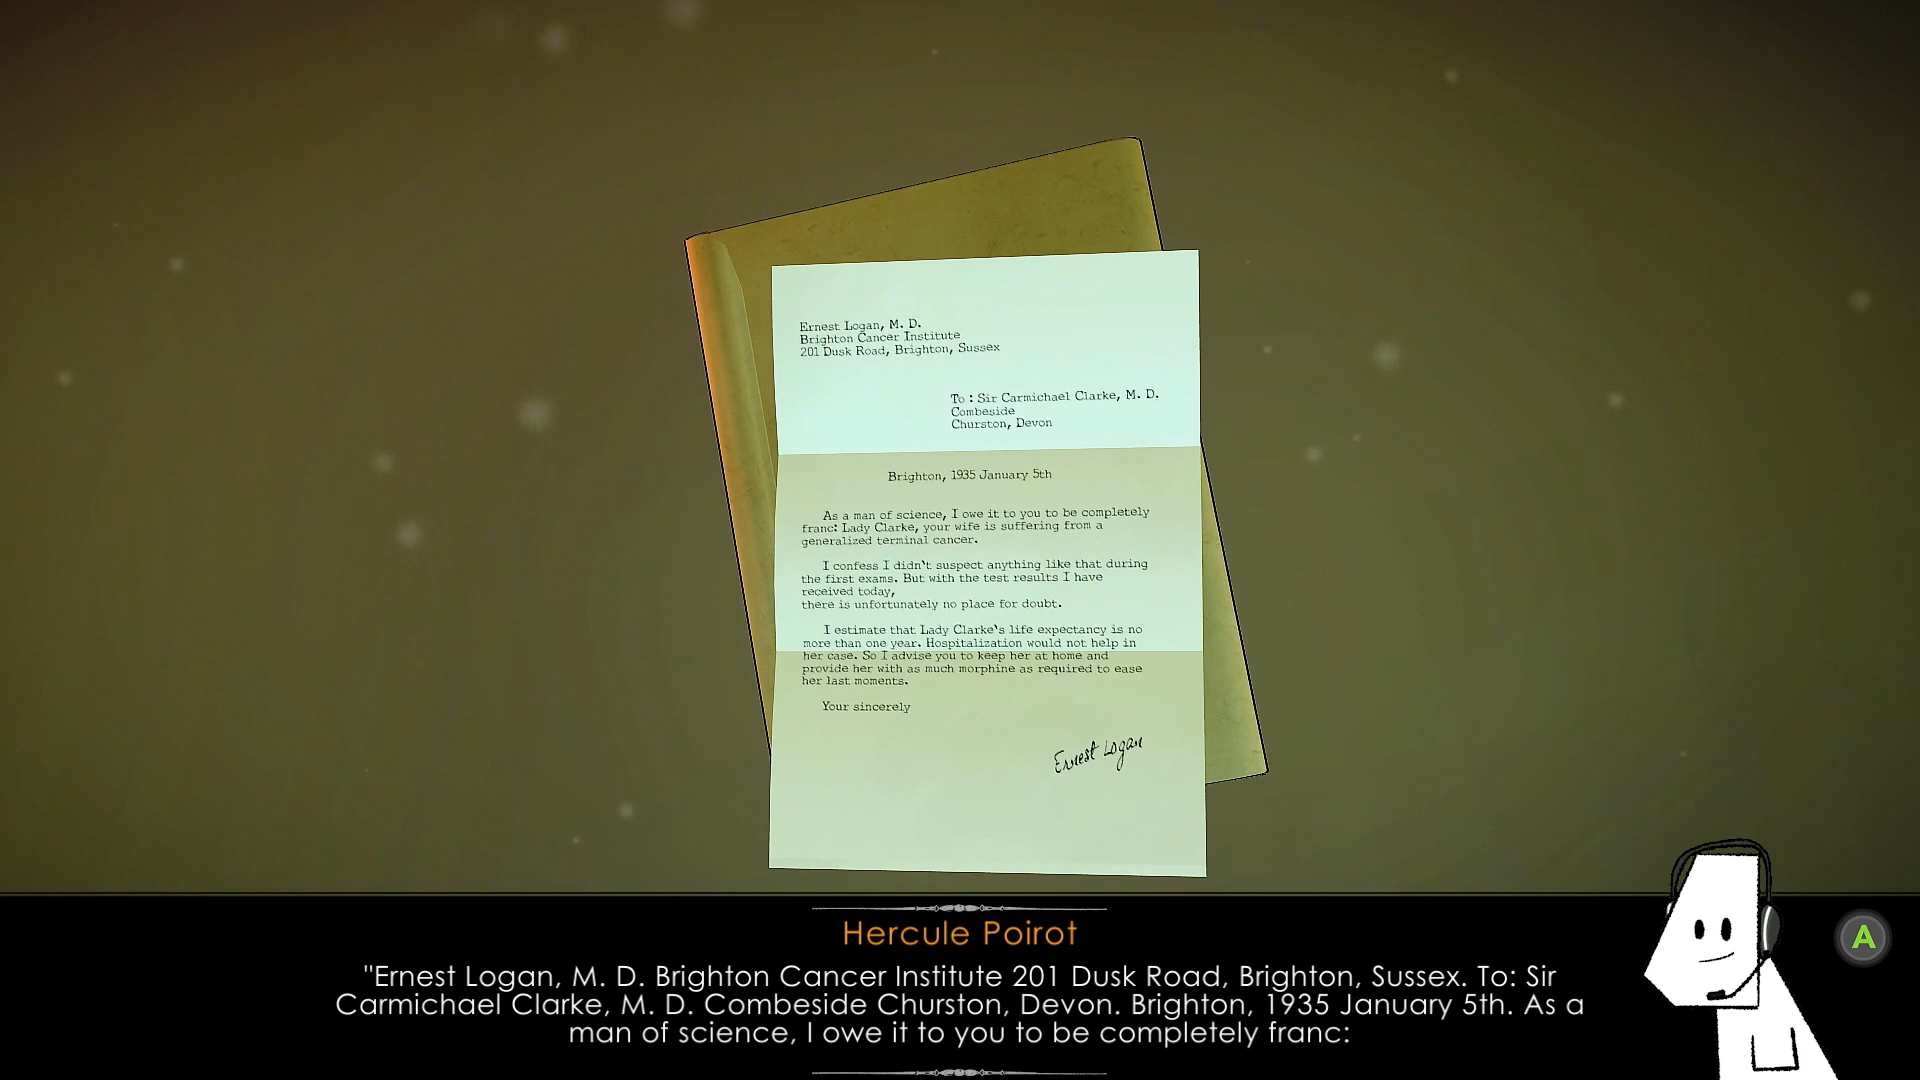 Ernest Logan, M. D.
Brighton Cancer Institute
201 Dusk Road, Brighton, Sussex
To : Sir Carmichael Clarke, M. D.
Combeside
Churston, Devon
Brighton, 1935 January 5th
As a man of science, I owe it to you to be completely
franc: Lady Clarke, your wife is suffering from a
generalized terminal cancer.
I confess I didn't suspect anything like that during
the first exams. But with the test results I have
received today,
there is unfortunately no place for doubt.
I estimate that Lady Clarke's life expectancy is no
more than one year. Hospitalization would not help in
her case. So I advise you to keep her at home and
provide her with as much morphine as required to ease
her last moments.
Your sincerely
Ernest Logan
Hercule Poirot
"Ernest Logan, M. D. Brighton Cancer Institute 201 Dusk Road, Brighton, Sussex. To: Sir
Carmichael Clarke, M. D. Combeside Churston, Devon. Brighton, 1935 January 5th. As a
man of science, I owe it to you to be completely franc:
A